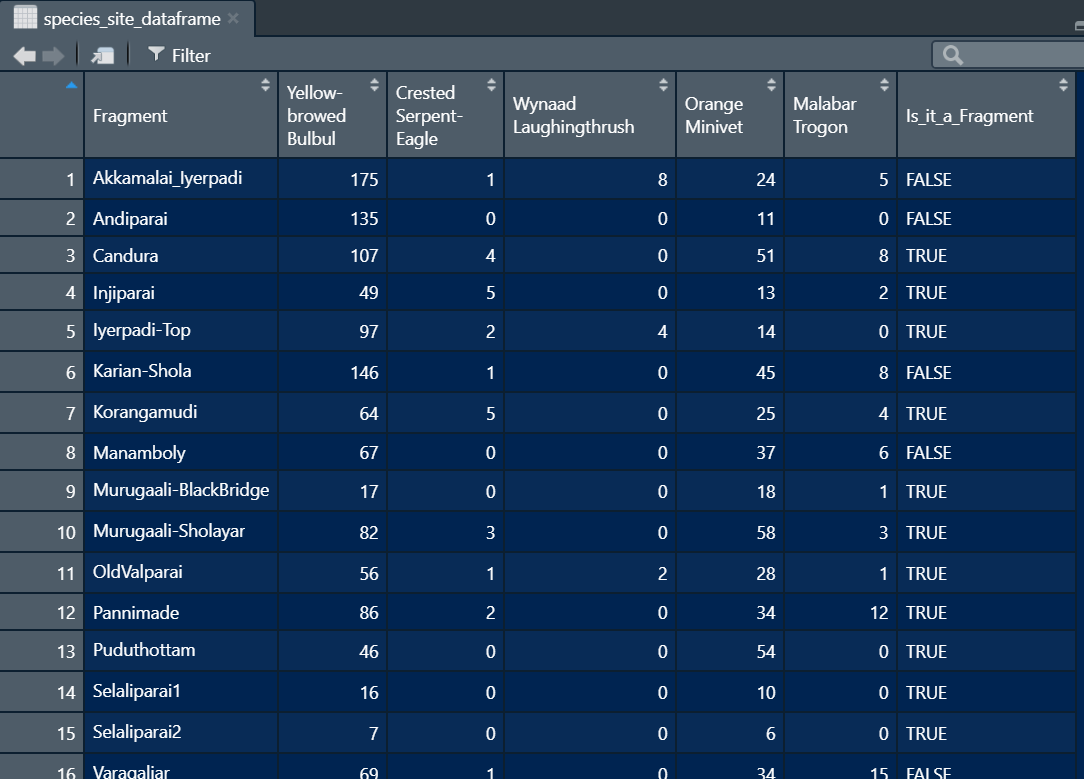 species_site_dataframe
Filter
Fragment
Yellow-
browed
Bulbul
Crested
Serpent-
Eagle
Wynaad
Laughingthrush
Orange
Minivet
Malabar
Trogon
Is_it_a_Fragment
1 Akkamalai_Iyerpadi 175 1 8 24 5 FALSE
2 Andiparai 135 0 0 11 0 FALSE
3 Candura 107 4 0 51 8 TRUE
4 Injiparai 49 5 0 13 2 TRUE
5 Iyerpadi-Top 97 2 4 14 0 TRUE
6 Karian-Shola 146 1 0 45 8 FALSE
7 Korangamudi 64 5 0 25 4 TRUE
8 Manamboly 67 0 0 37 6 FALSE
9 Murugaali-BlackBridge 17 0 0 18 1 TRUE
10 Murugaali-Sholayar 82 3 0 58 3 TRUE
11 OldValparai 56 1 2 28 1 TRUE
12 Pannimade 86 2 0 34 12 TRUE
13 Puduthottam 46 0 0 54 0 TRUE
14 Selaliparai1 16 0 0 10 0 TRUE
15 Selaliparai2 7 0 0 6 0 TRUE
16 Varagaliar 69 1 0 34 15 FALSE